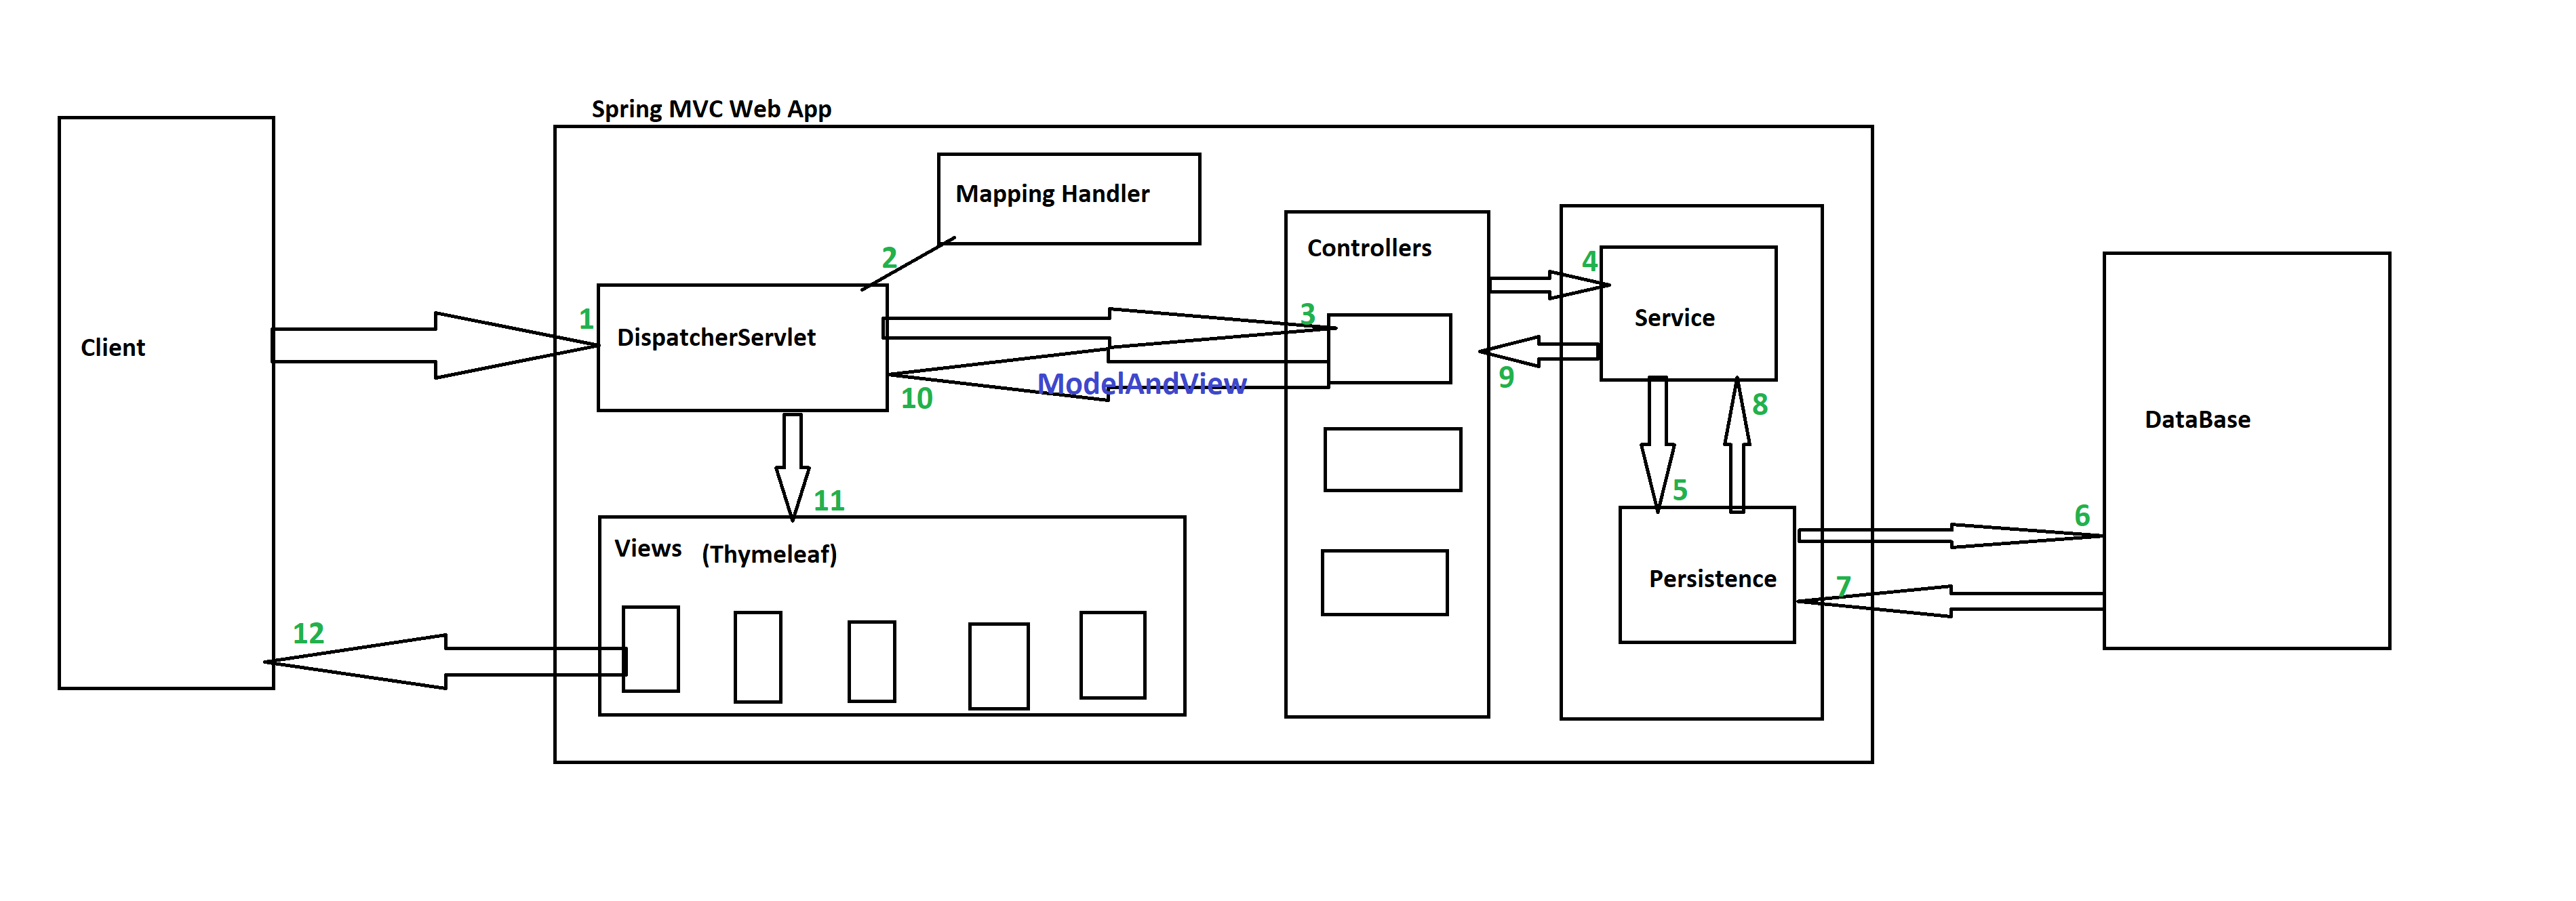 Spring MVC Web App
Client
Mapping Handler
2
1
DispatcherServlet
3
Controllers
4
Service
9
ModelAndView
10
8
5
DataBase
6
7
Persistence
11
Views (Thymeleaf)
12